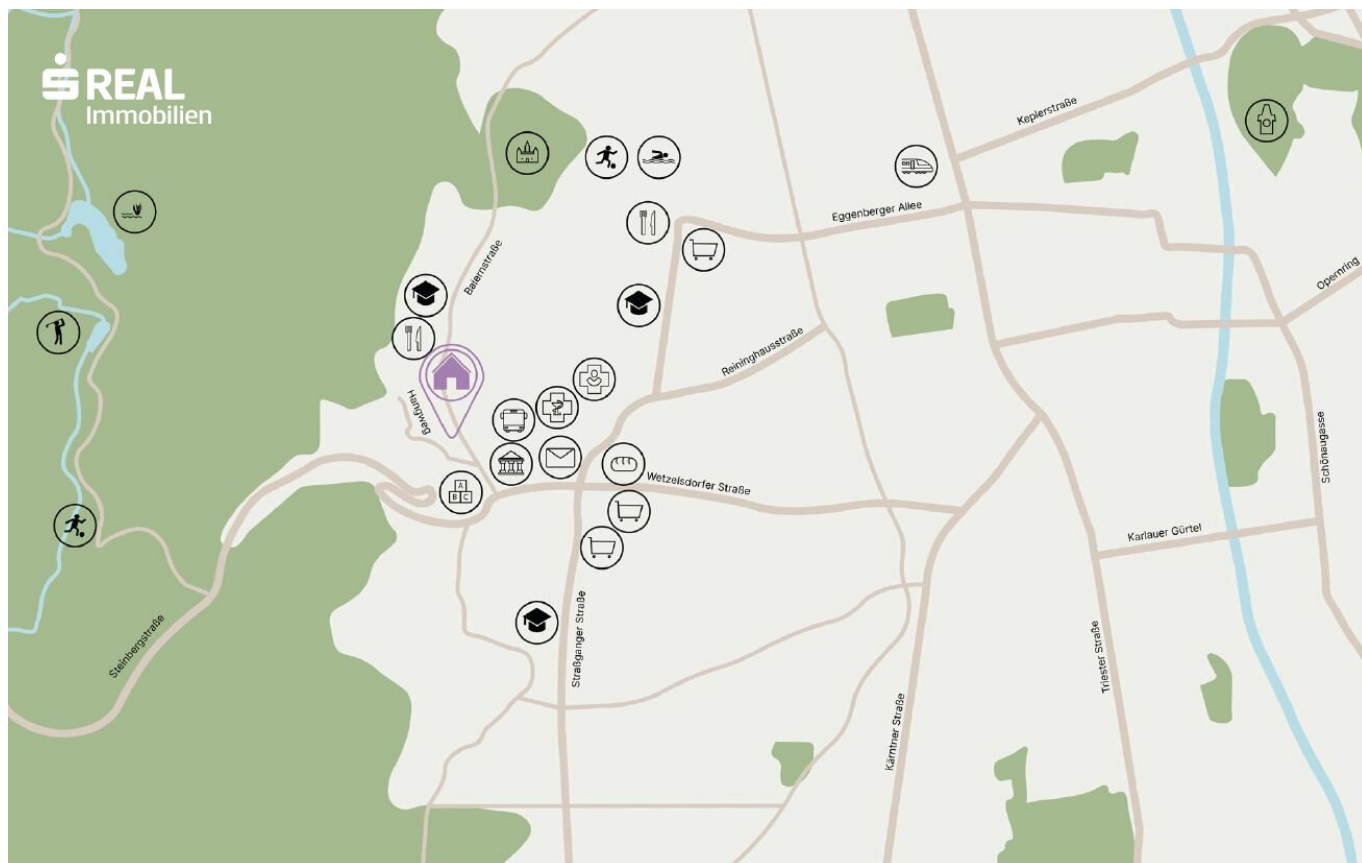 S REAL
Immobilien
Keplerstraße
Eggenberger Allee
Baiernstraße
Opernring
Reininghausstraße
Hangweg
Schönaugasse
A
B C
Wetzelsdorfer Straße
Karlauer Gürtel
Steinbergstraße
Straßganger Straße
Triester Straße
Kärntner Straße